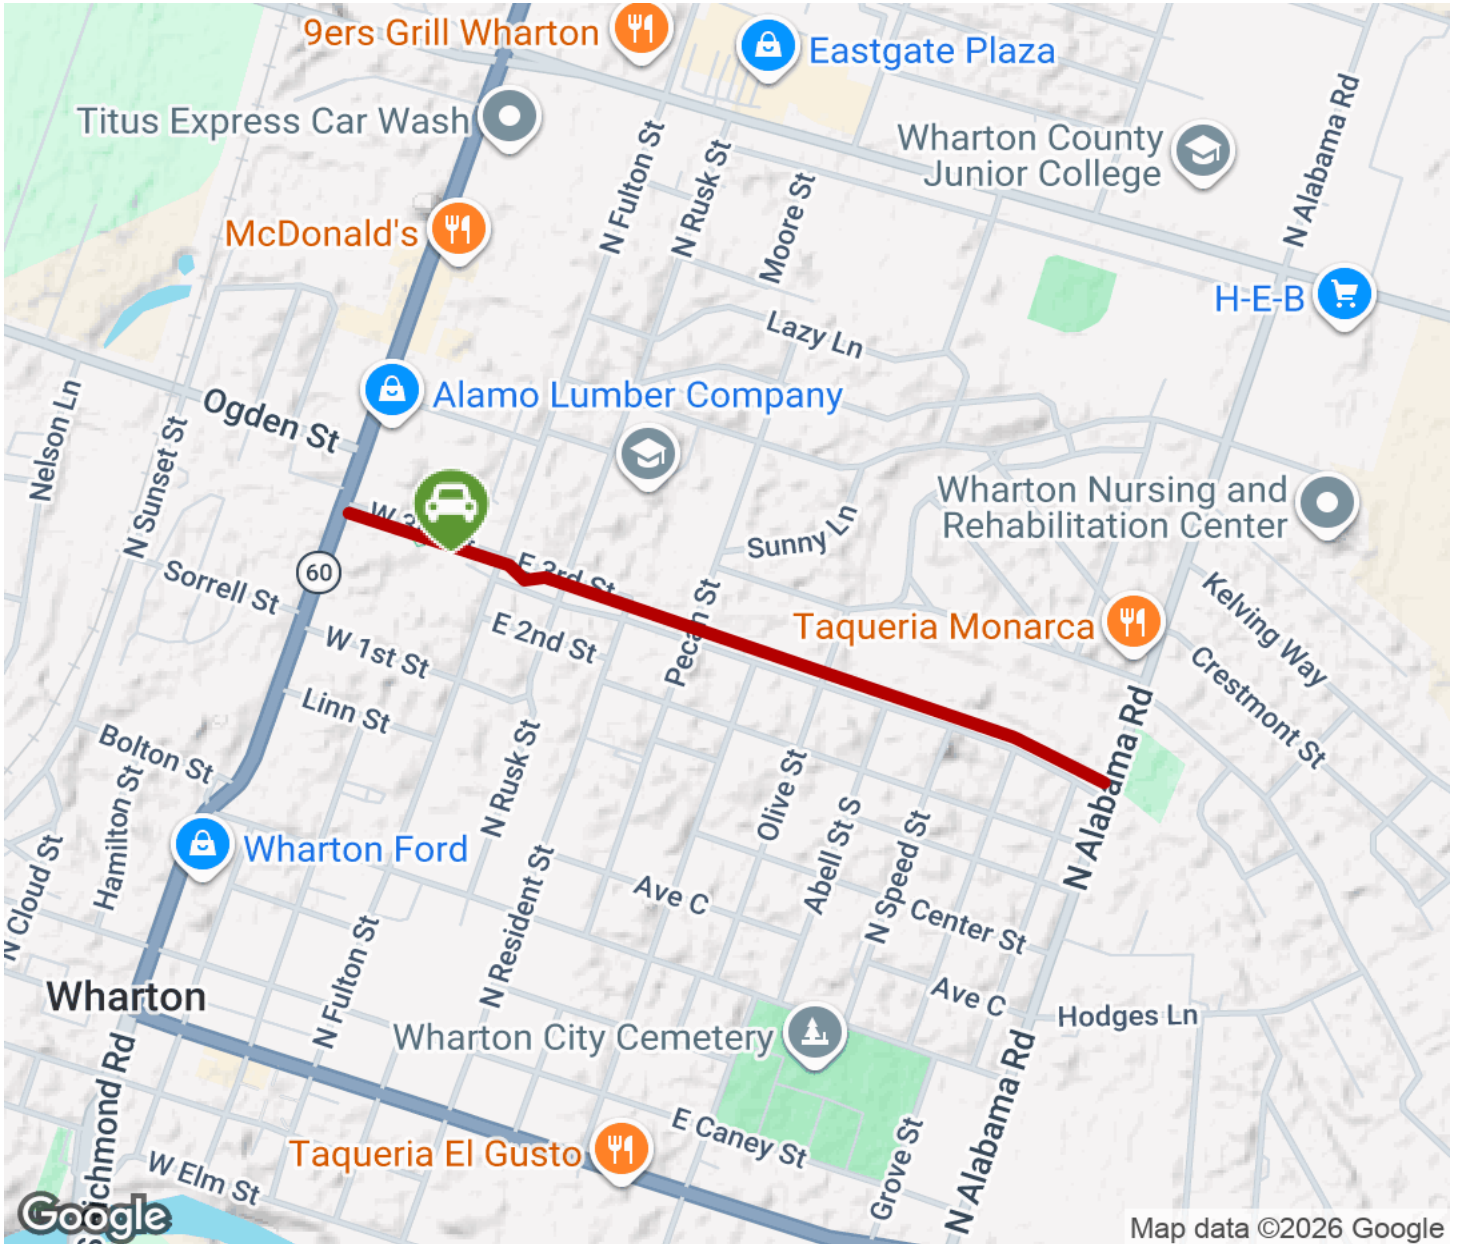 9ers Grill Wharton
Eastgate Plaza
Titus Express Car Wash
Wharton County
Junior College
N Alabama Rd
N Fulton St
N Rusk St
Moore St
McDonald's
H-E-B
Lazy Ln
Nelson Ln
Ogden St
Alamo Lumber Company
N Sunset St
Wharton Nursing and
Rehabilitation Center
Sunny Ln
W 3
E 3rd St
60
Sorrell St
Kelving Way
E 2nd St
Pecan St
Taqueria Monarca
W 1st St
Crestmont St
Linn St
N Alabama Rd
Bolton St
N Rusk St
Hamilton St
Olive St
Abell St S
N Speed St
Wharton Ford
N Cloud St
Ave C
N Resident St
Center St
N Fulton St
Wharton
Ave C
Hodges Ln
Wharton City Cemetery
N Alabama Rd
S Richmond Rd
E Caney St
Taqueria El Gusto
Grove St
W Elm St
Google
Map data ©2026 Google